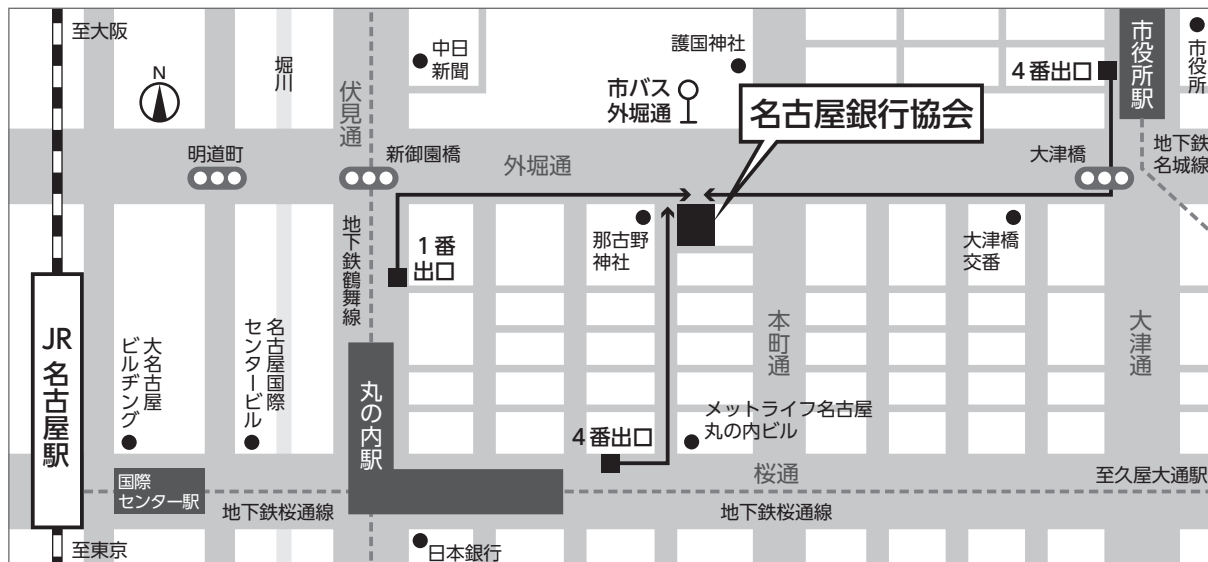 至大阪
N
堀川
伏見通
中日
新聞
護国神社
市バス
外堀通
名古屋銀行協会
4番出口
市役所駅
市役所
明道町
新御園橋
外堀通
大津橋
地下鉄
名城線
地下鉄鶴舞線
1番
出口
那古野
神社
大津橋
交番
本町通
大津通
JR名古屋駅
大名古屋
ビルヂング
名古屋国際
センタービル
丸の内駅
4番出口
メットライフ名古屋
丸の内ビル
国際
センター駅
桜通
至久屋大通駅
地下鉄桜通線
地下鉄桜通線
至東京
日本銀行